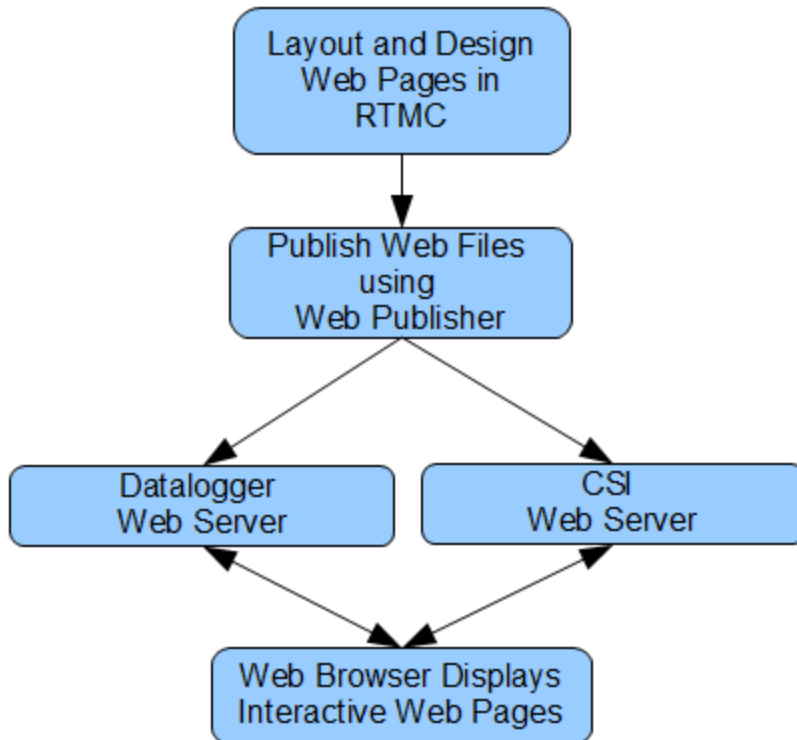 Layout and Design
Web Pages in
RTMC
Publish Web Files
using
Web Publisher
Datalogger
Web Server
CSI
Web Server
Web Browser Displays
Interactive Web Pages